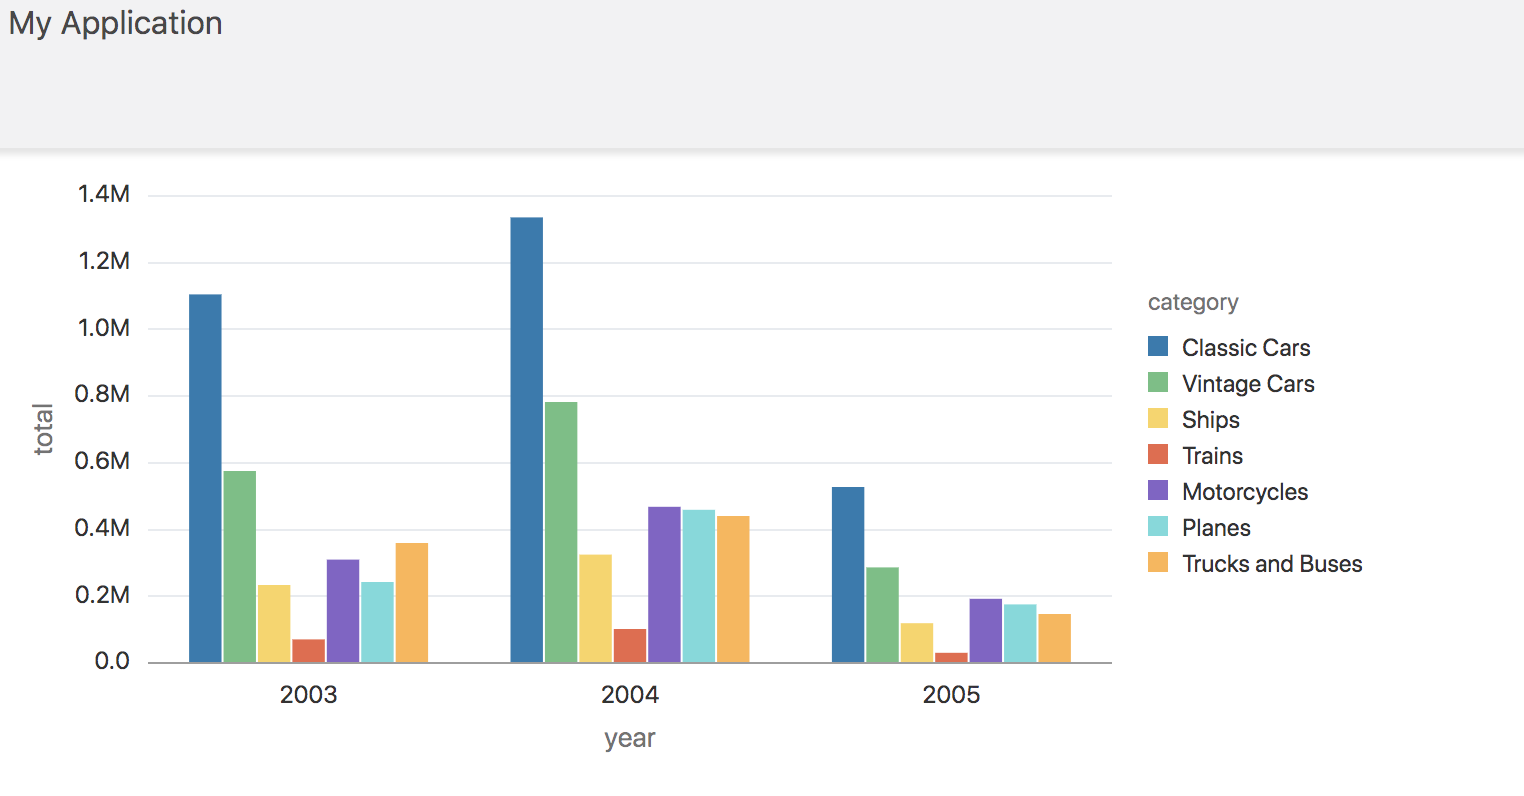 My Application
1.4M
1.2M
1.0M
0.8M
0.6M
0.4M
0.2M
0.0
total
2003
2004
2005
year
category
Classic Cars
Vintage Cars
Ships
Trains
Motorcycles
Planes
Trucks and Buses